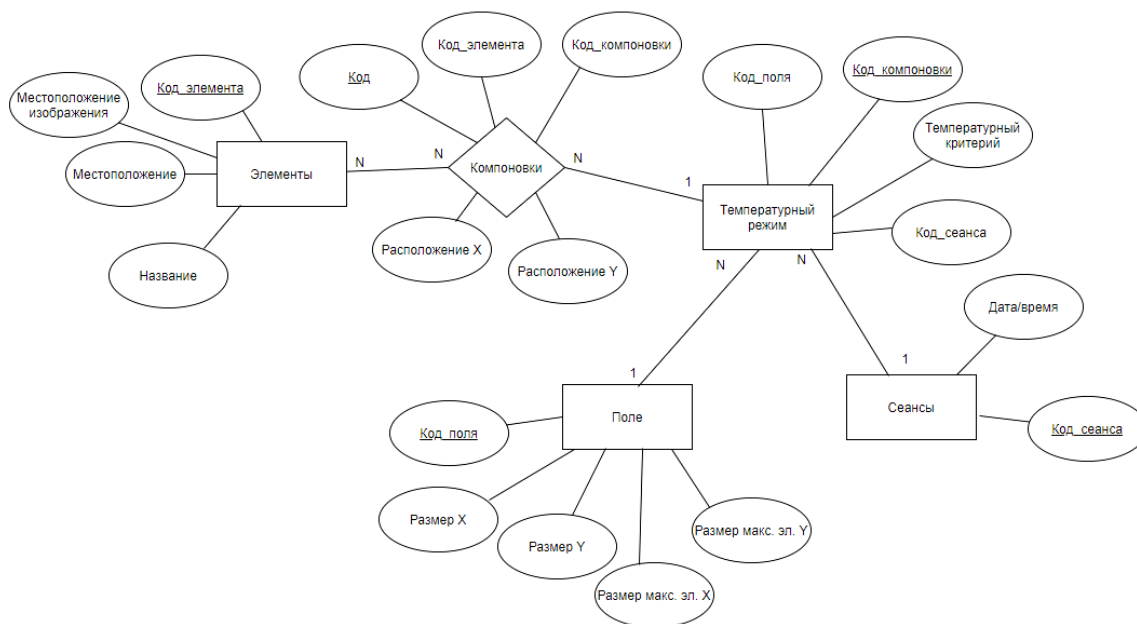 Код_элемента
Код_компоновки
Код
Код_поля
Код_компоновки
Код_элемента
Местоположение
изображения
Температурный
критерий
N
N
N
Компоновки
Элементы
Местоположение
1
Температурный
режим
Код_сеанса
Расположение X
Расположение Y
Название
N
N
Дата/время
1
1
Поле
Сеансы
Код_поля
Код_сеанса
Размер X
Размер Y
Размер макс. эл. Y
Размер макс. эл. X